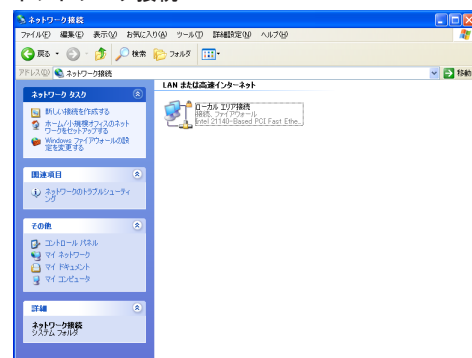 ネットワーク接続
ファイル(F) 編集(E) 表示(V) お気に入り(A) ツール(T) 詳細設定(N) ヘルプ(H)
戻る 検索 フォルダ
アドレス(D) ネットワーク接続 移動
ネットワーク タスク
新しい接続を作成する
ホーム/小規模オフィスのネット
ワークをセットアップする
Windows ファイアウォールの設
定を変更する
関連項目
ネットワークのトラブルシューティ
ング
その他
コントロール パネル
マイ ネットワーク
マイ ドキュメント
マイ コンピュータ
詳細
ネットワーク接続
システム フォルダ
LAN または高速インターネット
ローカル エリア接続
接続、ファイアウォール
Intel 21140-Based PCI Fast Ethe...